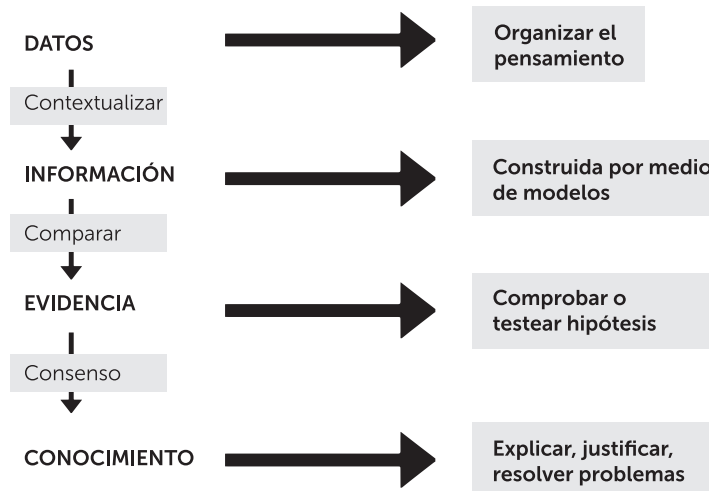 DATOS
Organizar el
pensamiento
Contextualizar
INFORMACIÓN
Construida por medio
de modelos
Comparar
EVIDENCIA
Comprobar o
testear hipótesis
Consenso
CONOCIMIENTO
Explicar, justificar,
resolver problemas